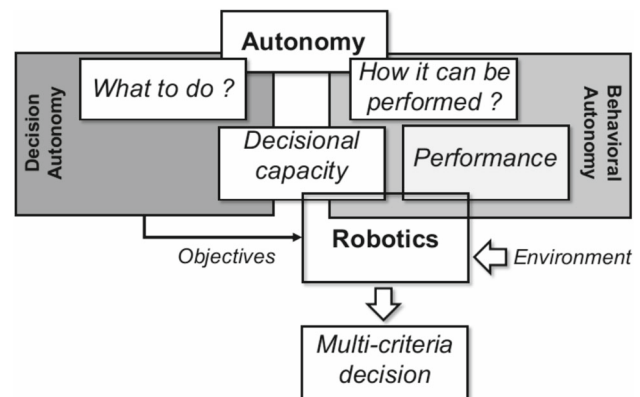 Autonomy
What to do ?
How it can be
performed ?
Decision
Autonomy
Behavioral
Autonomy
Decisional
capacity
Performance
Robotics
Objectives
Environment
Multi-criteria
decision